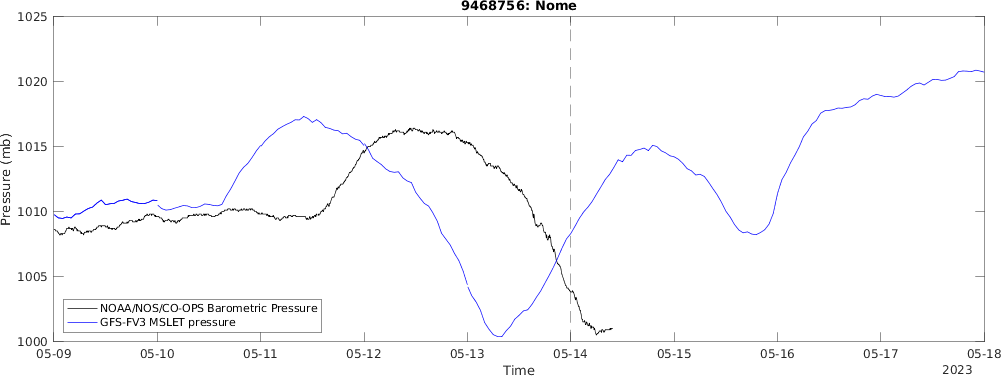 9468756: Nome
1025
1020
1015
1010
1005
1000
Pressure (mb)
NOAA/NOS/CO-OPS Barometric Pressure
GFS-FV3 MSLET pressure
05-09 05-10 05-11 05-12 05-13 05-14 05-15 05-16 05-17 05-18
Time
2023